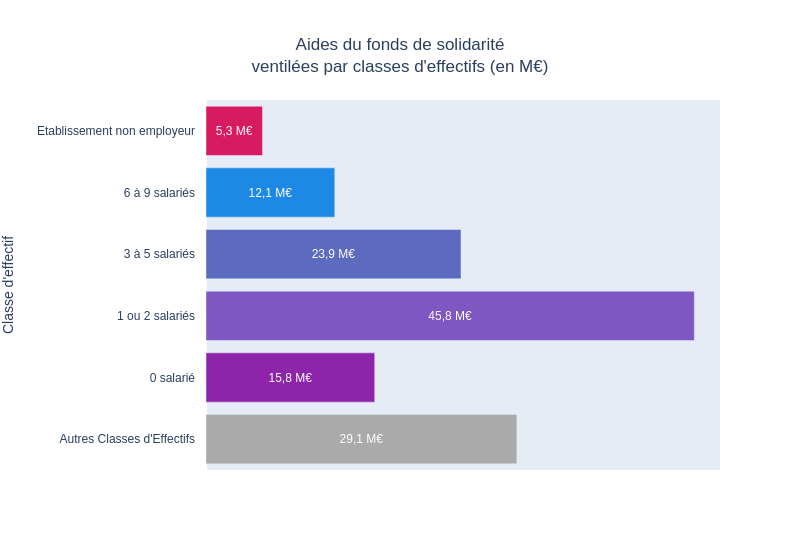 Aides du fonds de solidarité
ventilées par classes d'effectifs (en M€)
Classe d'effectif
Etablissement non employeur
5,3 M€
6 à 9 salariés
12,1 M€
3 à 5 salariés
23,9 M€
1 ou 2 salariés
45,8 M€
0 salarié
15,8 M€
Autres Classes d'Effectifs
29,1 M€